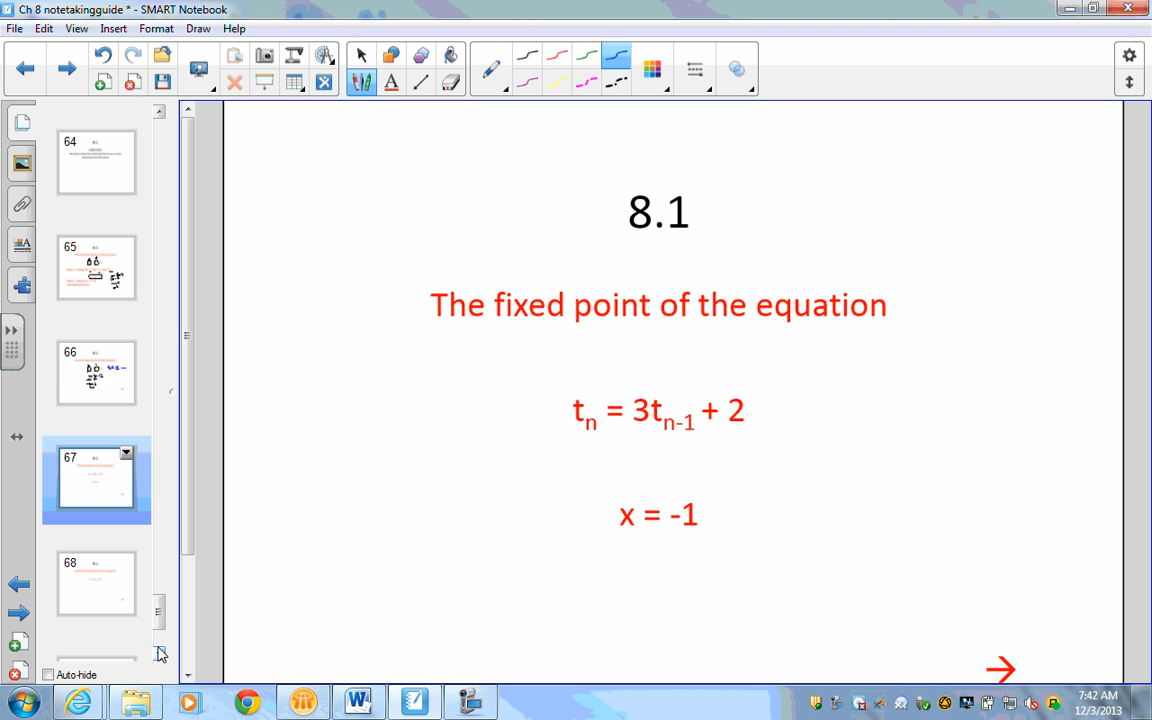 Ch 8 notetakingguide * - SMART Notebook
File Edit View Insert Format Draw Help
64
65
66
67
68
Auto-hide
8.1
The fixed point of the equation
tₙ = 3tₙ₋₁ + 2
x = -1
→
7:42 AM
12/3/2013